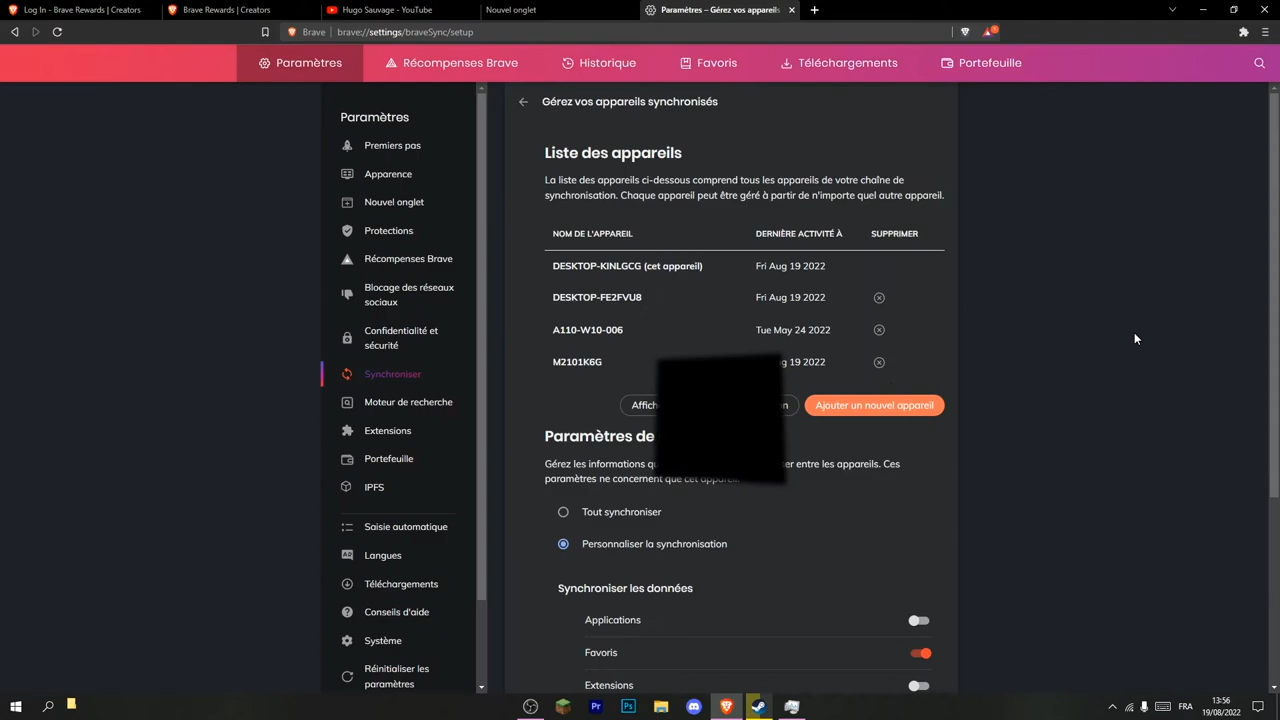 Log In - Brave Rewards | Creators
Brave Rewards | Creators
Hugo Sauvage - YouTube
Nouvel onglet
Paramètres – Gérez vos appareils
Brave
brave://settings/braveSync/setup
Paramètres
Récompenses Brave
Historique
Favoris
Téléchargements
Portefeuille
Paramètres
Premiers pas
Apparence
Nouvel onglet
Protections
Récompenses Brave
Blocage des réseaux
sociaux
Confidentialité et
sécurité
Synchroniser
Moteur de recherche
Extensions
Portefeuille
IPFS
Saisie automatique
Langues
Téléchargements
Conseils d'aide
Système
Réinitialiser les
paramètres
Gérez vos appareils synchronisés
Liste des appareils
La liste des appareils ci-dessous comprend tous les appareils de votre chaîne de
synchronisation. Chaque appareil peut être géré à partir de n'importe quel autre appareil.
NOM DE L'APPAREIL DERNIÈRE ACTIVITÉ À SUPPRIMER
DESKTOP-KINLGCG (cet appareil) Fri Aug 19 2022
DESKTOP-FE2FVU8 Fri Aug 19 2022
A110-W10-006 Tue May 24 2022
M2101K6G 19 2022
Ajouter un nouvel appareil
Paramètres de
Gérez les informations entre les appareils. Ces
paramètres ne concernent que cet appareil.
Tout synchroniser
Personnaliser la synchronisation
Synchroniser les données
Applications
Favoris
Extensions
FRA
13:56
19/08/2022